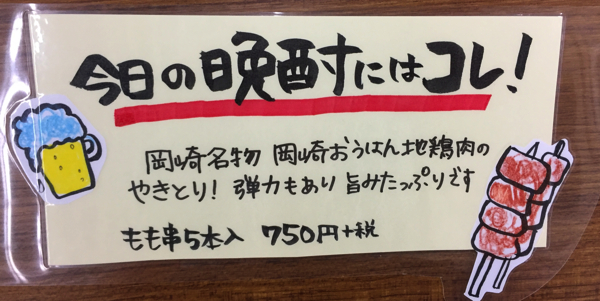 今日の晩酎にはコレ!
岡崎名物 岡崎おうはん地鶏肉の
やきとり! 弾力もあり 旨みたっぷりです
もも串5本入 750円+税